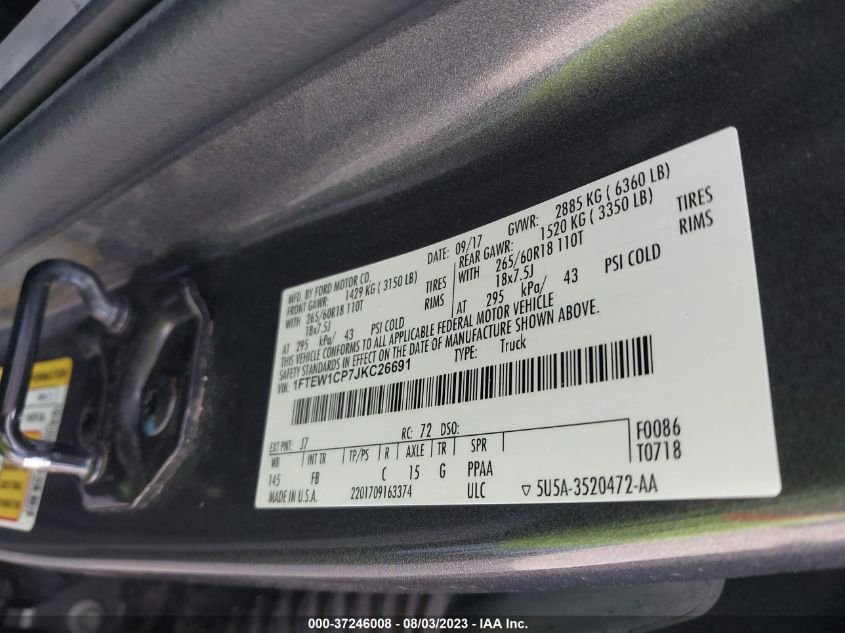 MFD. BY FORD MOTOR CO.
DATE: 09/17
GVWR: 2885 KG ( 6360 LB)
FRONT GAWR: 1429 KG ( 3150 LB)
REAR GAWR: 1520 KG ( 3350 LB)
WITH 265/60R18 110T TIRES
WITH 265/60R18 110T TIRES
18x7.5J RIMS
18x7.5J RIMS
AT 295 kPa/ 43 PSI COLD
AT 295 kPa/ 43 PSI COLD
THIS VEHICLE CONFORMS TO ALL APPLICABLE FEDERAL MOTOR VEHICLE
SAFETY STANDARDS IN EFFECT ON THE DATE OF MANUFACTURE SHOWN ABOVE.
VIN: 1FTEW1CP7JKC26691
TYPE: Truck
EXT PNT: J7 RC: 72 DSO:
F0086
T0718
WB INT TR TP/PS R AXLE TR SPR
145 FB C 15 G PPAA
MADE IN U.S.A. 2201709163374 ULC
▽ 5U5A-3520472-AA
000-37246008 - 08/03/2023 - IAAI.com